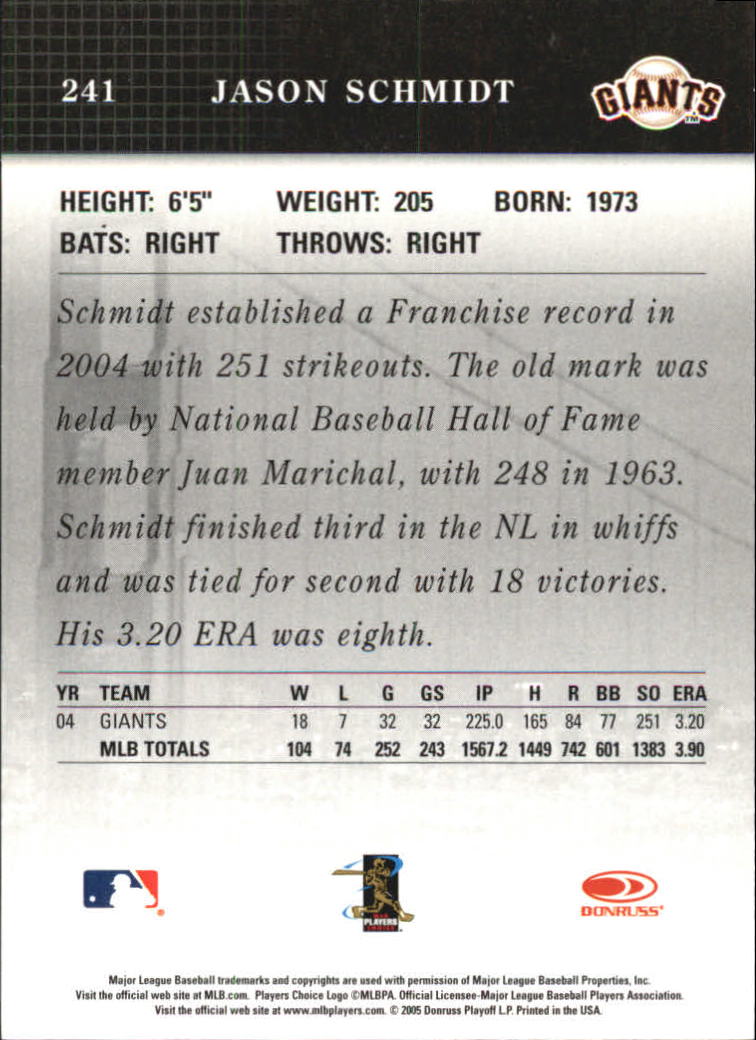 241 JASON SCHMIDT GIANTS TM
HEIGHT: 6'5" WEIGHT: 205 BORN: 1973
BATS: RIGHT THROWS: RIGHT
Schmidt established a Franchise record in
2004 with 251 strikeouts. The old mark was
held by National Baseball Hall of Fame
member Juan Marichal, with 248 in 1963.
Schmidt finished third in the NL in whiffs
and was tied for second with 18 victories.
His 3.20 ERA was eighth.
YR TEAM W L G GS IP H R BB SO ERA
04 GIANTS 18 7 32 32 225.0 165 84 77 251 3.20
MLB TOTALS 104 74 252 243 1567.2 1449 742 601 1383 3.90
PLAYERS
CHOICE
DONRUSS
Major League Baseball trademarks and copyrights are used with permission of Major League Baseball Properties, Inc.
Visit the official web site at MLB.com. Players Choice Logo ©MLBPA. Official Licensee-Major League Baseball Players Association.
Visit the official web site at www.mlbplayers.com. © 2005 Donruss Playoff L.P. Printed in the USA.